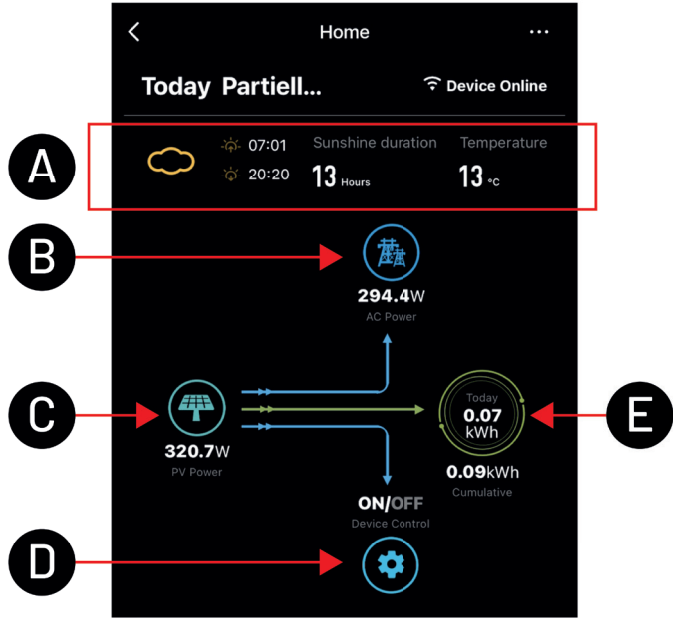 Home
Today Partiell...
Device Online
A
07:01
20:20
Sunshine duration
13 Hours
Temperature
13 °C
B
294.4W
AC Power
C
320.7W
PV Power
Today
0.07
kWh
0.09kWh
Cumulative
E
ON/OFF
Device Control
D